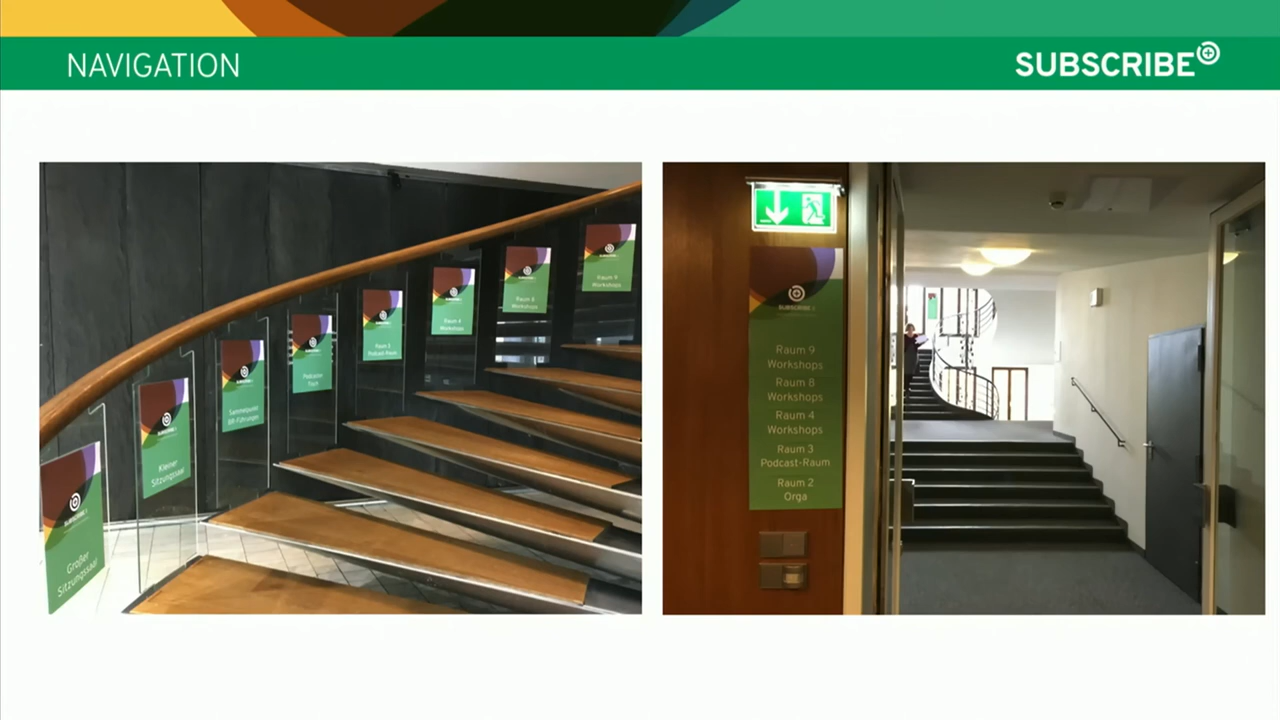 NAVIGATION
SUBSCRIBE
Großer
Sitzungssaal
SUBSCRIBE
Kleiner
Sitzungssaal
Sammelpunkt
BR-Führungen
Podcaster
Tisch
Raum 3
Podcast-Raum
Raum 4
Workshops
Raum 8
Workshops
Raum 9
Workshops
SUBSCRIBE
Raum 9
Workshops
Raum 8
Workshops
Raum 4
Workshops
Raum 3
Podcast-Raum
Raum 2
Orga